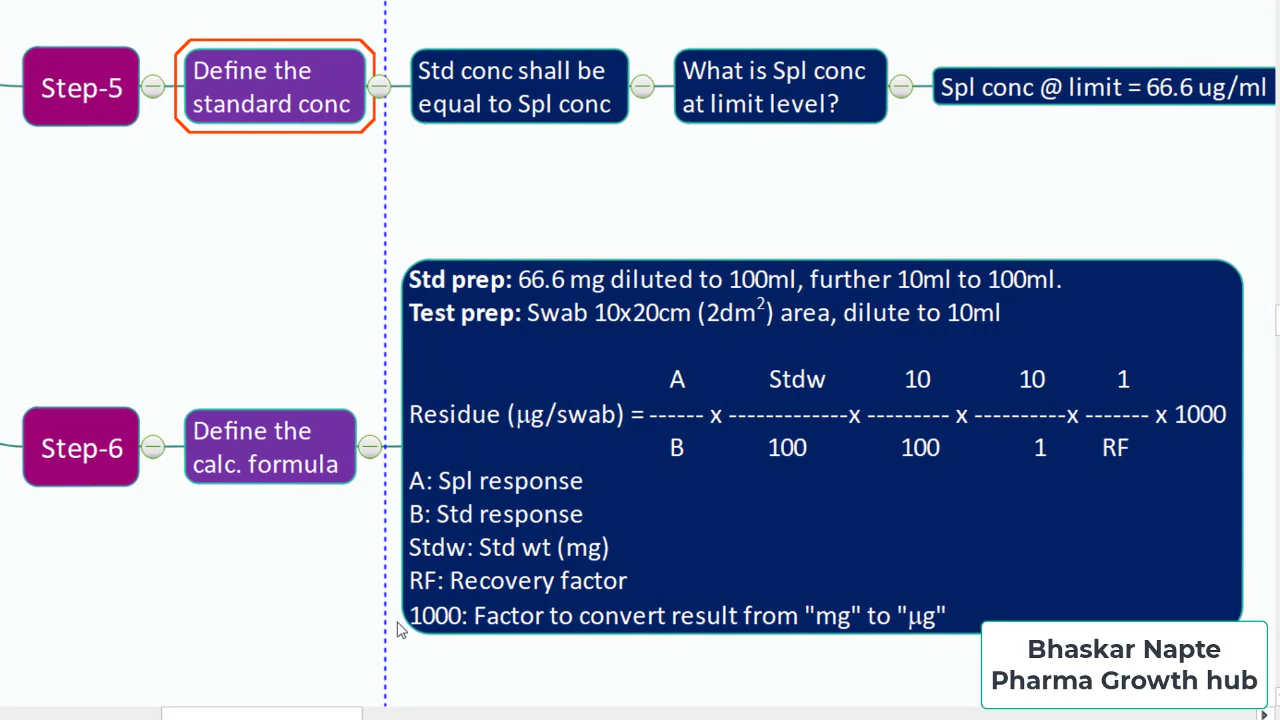 Step-5
Define the
standard conc
Std conc shall be
equal to Spl conc
What is Spl conc
at limit level?
Spl conc @ limit = 66.6 ug/ml
Step-6
Define the
calc. formula
Std prep: 66.6 mg diluted to 100ml, further 10ml to 100ml.
Test prep: Swab 10x20cm (2dm²) area, dilute to 10ml
A Stdw 10 10 1
Residue (µg/swab) = ------ x -------------x --------- x ----------x ------- x 1000
B 100 100 1 RF
A: Spl response
B: Std response
Stdw: Std wt (mg)
RF: Recovery factor
1000: Factor to convert result from "mg" to "µg"
Bhaskar Napte
Pharma Growth hub